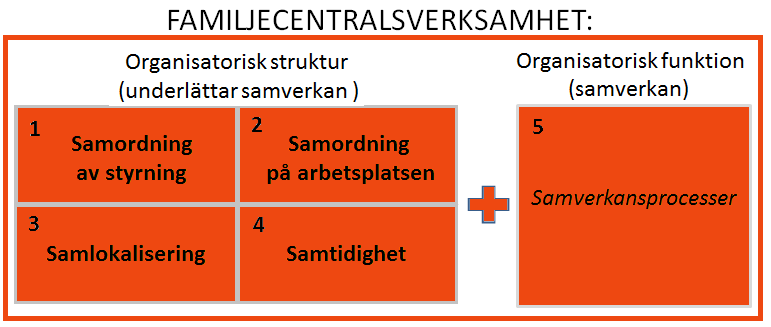 FAMILJECENTRALSVERKSAMHET:
Organisatorisk struktur
(underlättar samverkan )
1
Samordning
av styrning
2
Samordning
på arbetsplatsen
3
Samlokalisering
4
Samtidighet
Organisatorisk funktion
(samverkan)
5
Samverkansprocesser